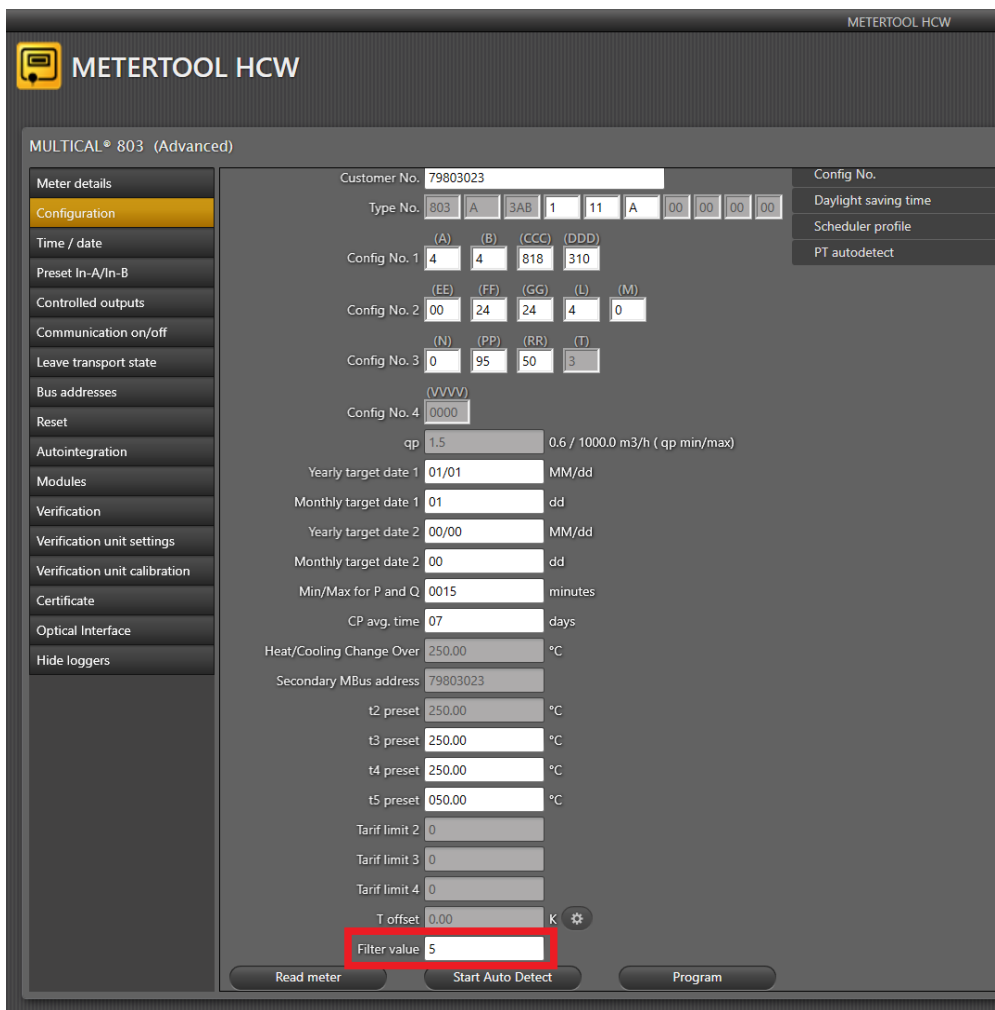 METERTOOL HCW
METERTOOL HCW
MULTICAL® 803 (Advanced)
Meter details
Configuration
Time / date
Preset In-A/In-B
Controlled outputs
Communication on/off
Leave transport state
Bus addresses
Reset
Autointegration
Modules
Verification
Verification unit settings
Verification unit calibration
Certificate
Optical Interface
Hide loggers
Customer No. 79803023
Type No. 803 A 3AB 1 11 A 00 00 00 00
(A) (B) (CCC) (DDD)
Config No. 1 4 4 818 310
(EE) (FF) (GG) (L) (M)
Config No. 2 00 24 24 4 0
(N) (PP) (RR) (T)
Config No. 3 0 95 50 3
(VVVV)
Config No. 4 0000
qp 1.5 0.6 / 1000.0 m3/h ( qp min/max)
Yearly target date 1 01/01 MM/dd
Monthly target date 1 01 dd
Yearly target date 2 00/00 MM/dd
Monthly target date 2 00 dd
Min/Max for P and Q 0015 minutes
CP avg. time 07 days
Heat/Cooling Change Over 250.00 °C
Secondary MBus address 79803023
t2 preset 250.00 °C
t3 preset 250.00 °C
t4 preset 250.00 °C
t5 preset 050.00 °C
Tarif limit 2 0
Tarif limit 3 0
Tarif limit 4 0
T offset 0.00 K
Filter value 5
Read meter Start Auto Detect Program
Config No.
Daylight saving time
Scheduler profile
PT autodetect